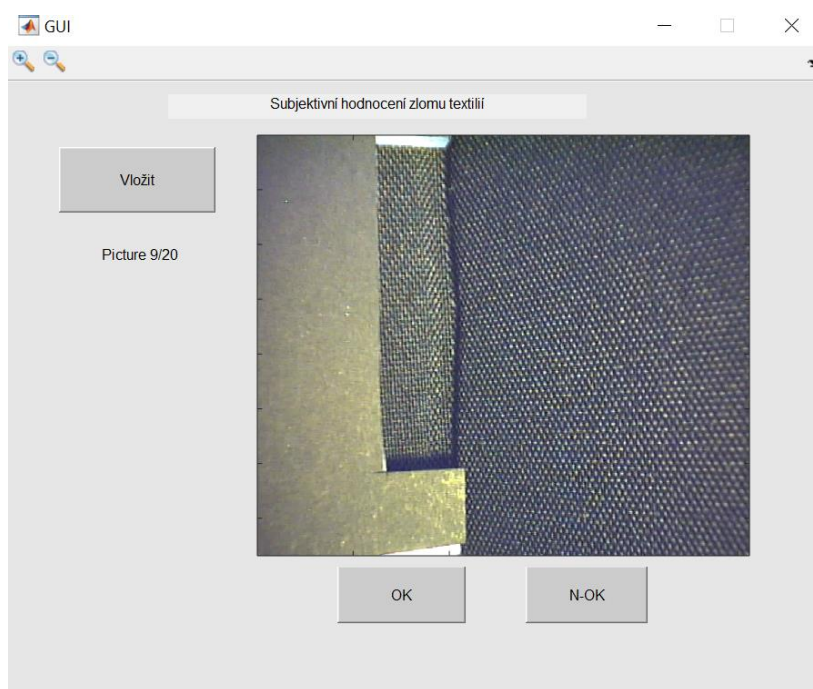 GUI
Subjektivní hodnocení zlomu textilií
Vložit
Picture 9/20
OK
N-OK